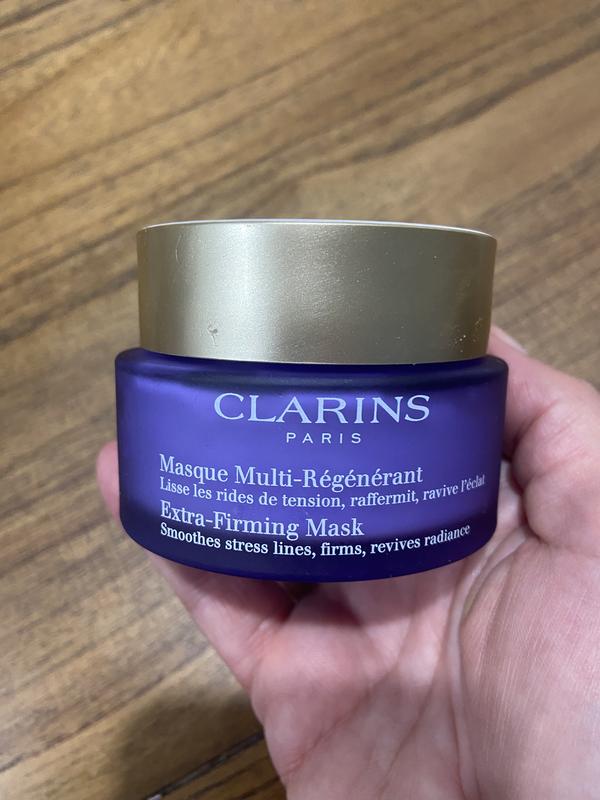 CLARINS
PARIS
Masque Multi-Régénérant
Lisse les rides de tension, raffermit, ravive l'éclat
Extra-Firming Mask
Smoothes stress lines, firms, revives radiance